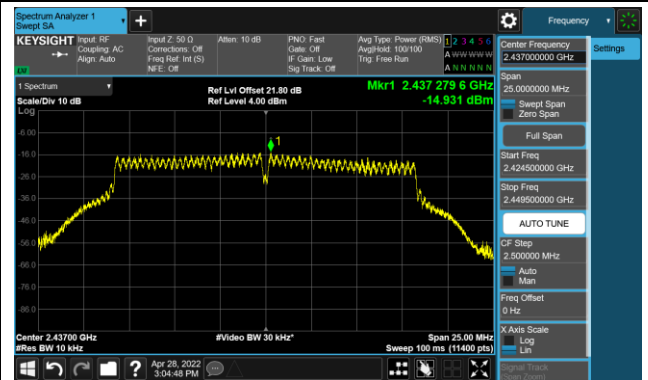 Spectrum Analyzer 1
Swept SA
Frequency
KEYSIGHT
Input: RF
Coupling: AC
Align: Auto
Input Z: 50 Ω
Corrections: Off
Freq Ref: Int (S)
NFE: Off
Atten: 10 dB
PNO: Fast
Gate: Off
IF Gain: Low
Sig Track: Off
Avg Type: Power (RMS)
Avg|Hold: 100/100
Trig: Free Run
1 2 3 4 5 6
A W W W W W
A N N N N N
LXI
1 Spectrum
Scale/Div 10 dB
Log
Ref Lvl Offset 21.80 dB
Ref Level 4.00 dBm
Mkr1 2.437 279 6 GHz
-14.931 dBm
1
-6.00
-16.0
-26.0
-36.0
-46.0
-56.0
-66.0
-76.0
-86.0
Center 2.43700 GHz
#Res BW 10 kHz
#Video BW 30 kHz*
Span 25.00 MHz
Sweep 100 ms (11400 pts)
Center Frequency
2.437000000 GHz
Settings
Span
25.0000000 MHz
Swept Span
Zero Span
Full Span
Start Freq
2.424500000 GHz
Stop Freq
2.449500000 GHz
AUTO TUNE
CF Step
2.500000 MHz
Auto
Man
Freq Offset
0 Hz
X Axis Scale
Log
Lin
Signal Track
(Span Zoom)
?
Apr 28, 2022
3:04:48 PM